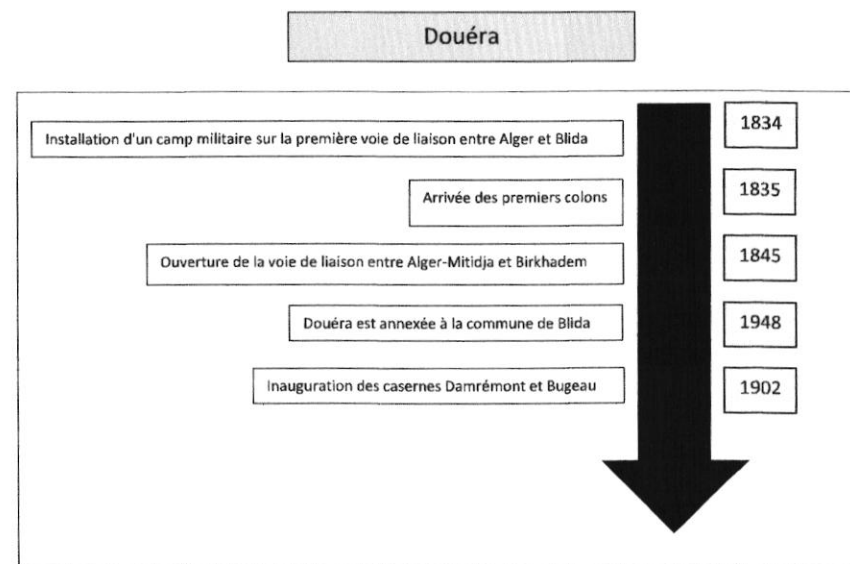 Douéra
Installation d'un camp militaire sur la première voie de liaison entre Alger et Blida
1834
Arrivée des premiers colons
1835
Ouverture de la voie de liaison entre Alger-Mitidja et Birkhadem
1845
Douéra est annexée à la commune de Blida
1948
Inauguration des casernes Damrémont et Bugeau
1902